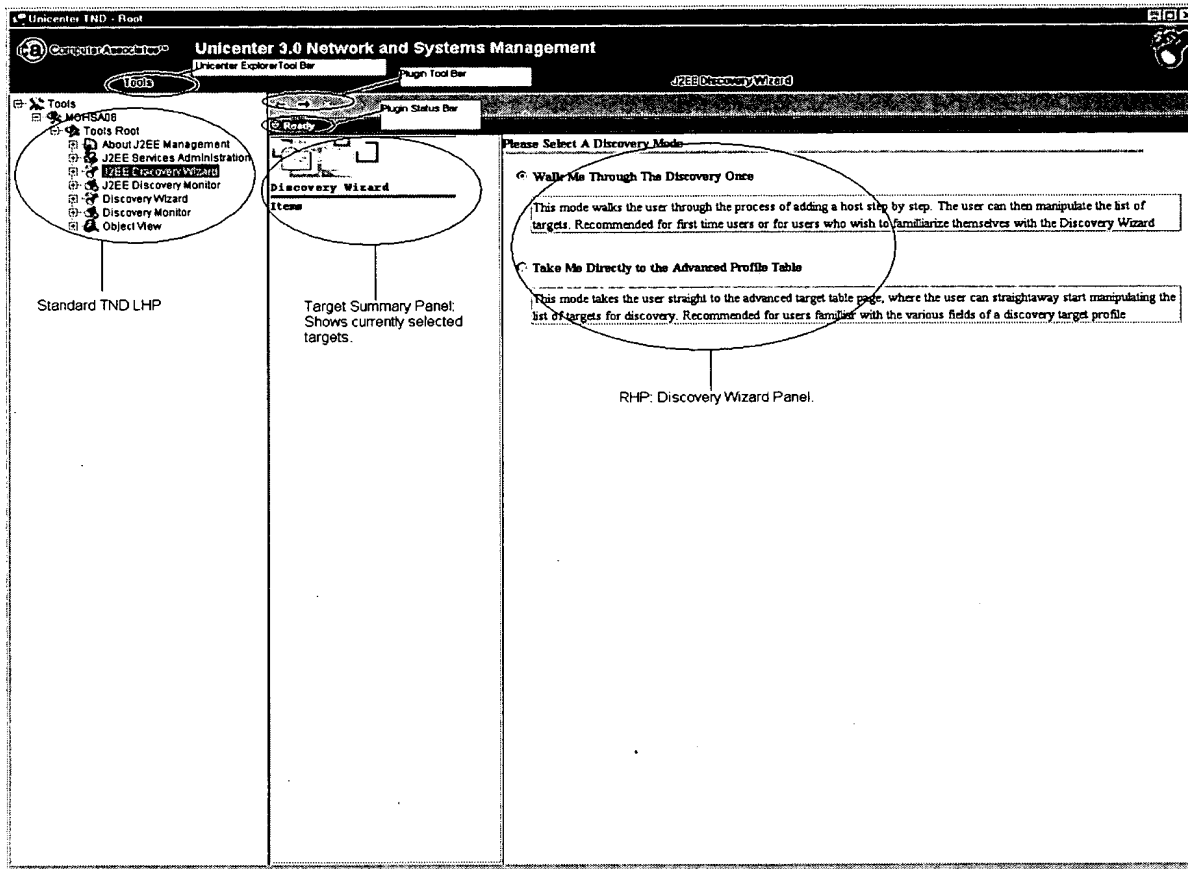 Unicenter TND - Root
ca Computer Associates™
Unicenter 3.0 Network and Systems Management
Unicenter Explorer Tool Bar
Plugin Tool Bar
Tools
J2EE Discovery Wizard
Plugin Status Bar
Ready
Tools
MOHSA08
Tools Root
About J2EE Management
J2EE Services Administration
J2EE Discovery Wizard
J2EE Discovery Monitor
Discovery Wizard
Discovery Monitor
Object View
Standard TND LHP
Discovery Wizard
Items
Target Summary Panel:
Shows currently selected
targets.
Please Select A Discovery Mode
Walk Me Through The Discovery Once
This mode walks the user through the process of adding a host step by step. The user can then manipulate the list of
targets. Recommended for first time users or for users who wish to familiarize themselves with the Discovery Wizard
Take Me Directly to the Advanced Profile Table
This mode takes the user straight to the advanced target table page, where the user can straightaway start manipulating the
list of targets for discovery. Recommended for users familiar with the various fields of a discovery target profile
RHP: Discovery Wizard Panel.